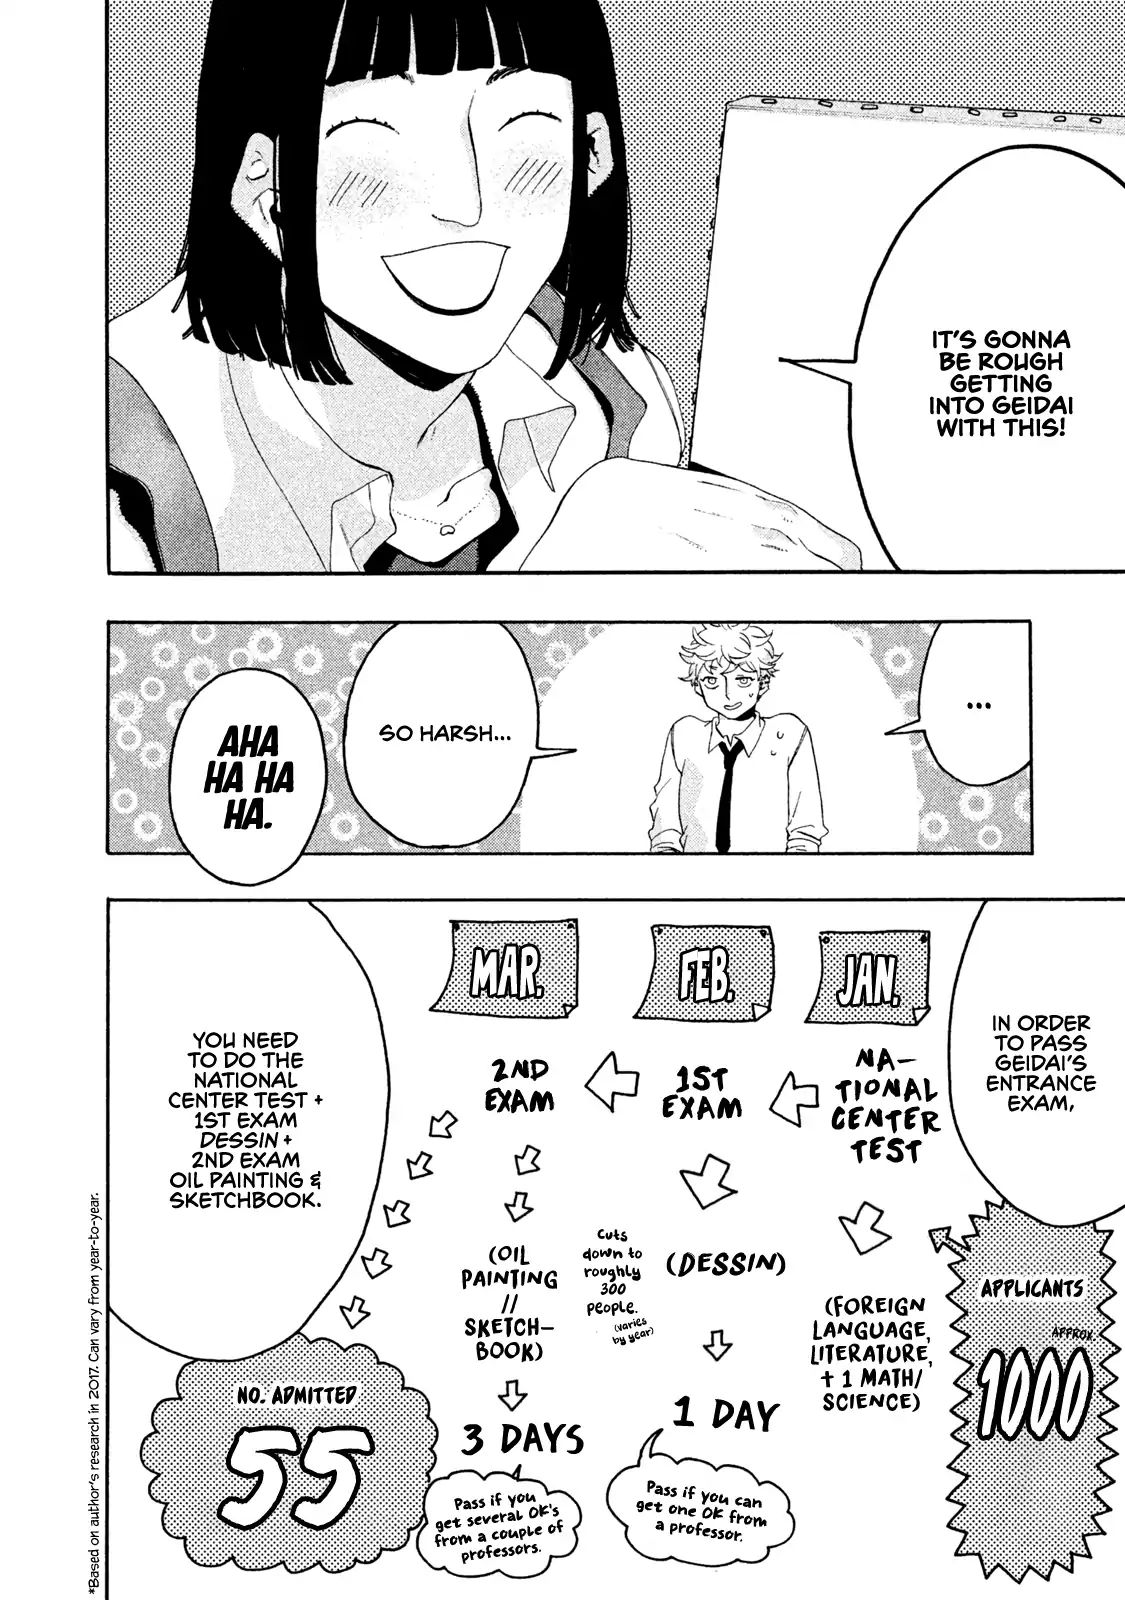 IT'S GONNA
BE ROUGH
GETTING
INTO GEIDAI
WITH THIS!
...
SO HARSH...
AHA
HA HA
HA.
IN ORDER
TO PASS
GEIDAI'S
ENTRANCE
EXAM,
JAN.
FEB.
MAR.
NA-
TIONAL
CENTER
TEST
1ST
EXAM
2ND
EXAM
APPLICANTS
APPROX
1000
(FOREIGN
LANGUAGE,
LITERATURE,
+ 1 MATH/
SCIENCE)
(DESSIN)
1 DAY
Pass if you can
get one OK from
a professor.
Cuts
down to
roughly
300
people.
(varies
by year)
(OIL
PAINTING
//
SKETCH-
BOOK)
3 DAYS
Pass if you
get several OK's
from a couple of
professors.
YOU NEED
TO DO THE
NATIONAL
CENTER TEST +
1ST EXAM
DESSIN +
2ND EXAM
OIL PAINTING &
SKETCHBOOK.
NO. ADMITTED
55
*Based on author's research in 2017. Can vary from year-to-year.